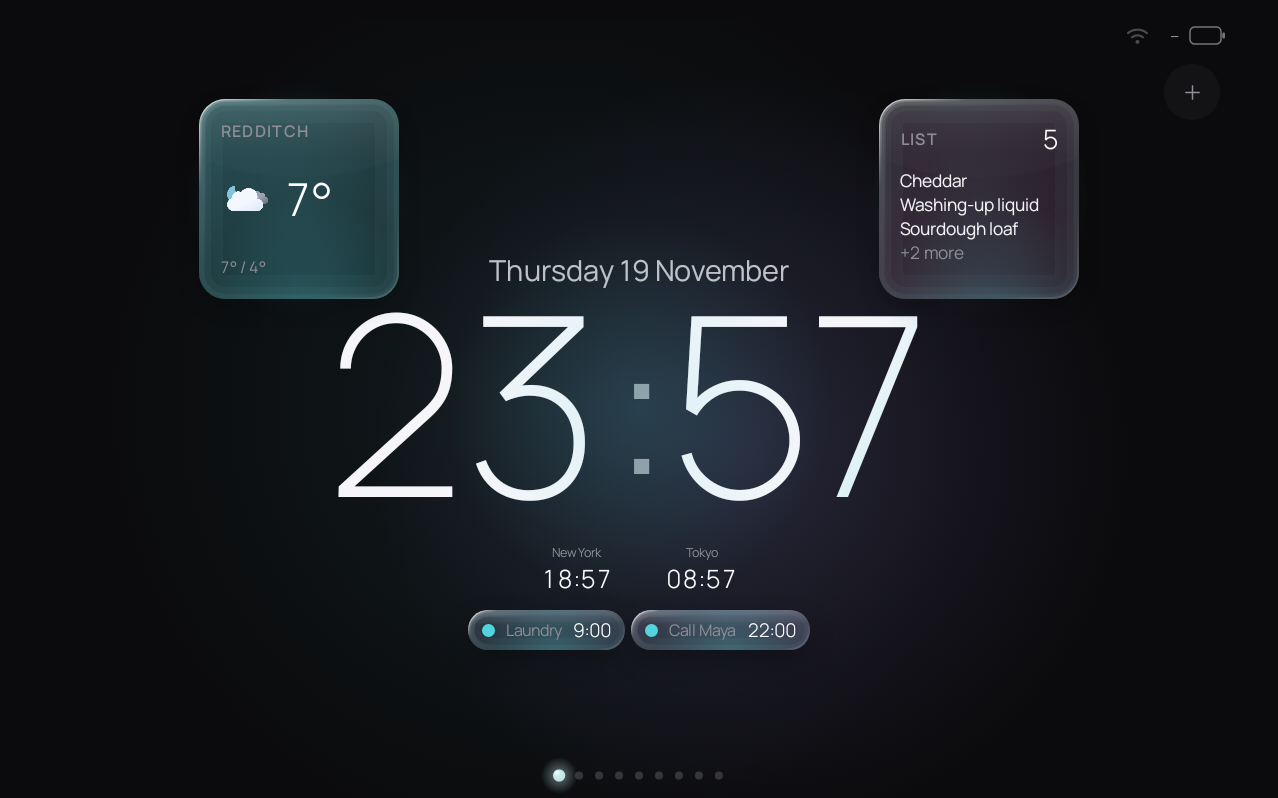 –
REDDITCH
7°
7° / 4°
LIST
5
Cheddar
Washing-up liquid
Sourdough loaf
+2 more
Thursday 19 November
23:57
New York
18:57
Tokyo
08:57
Laundry 9:00
Call Maya 22:00